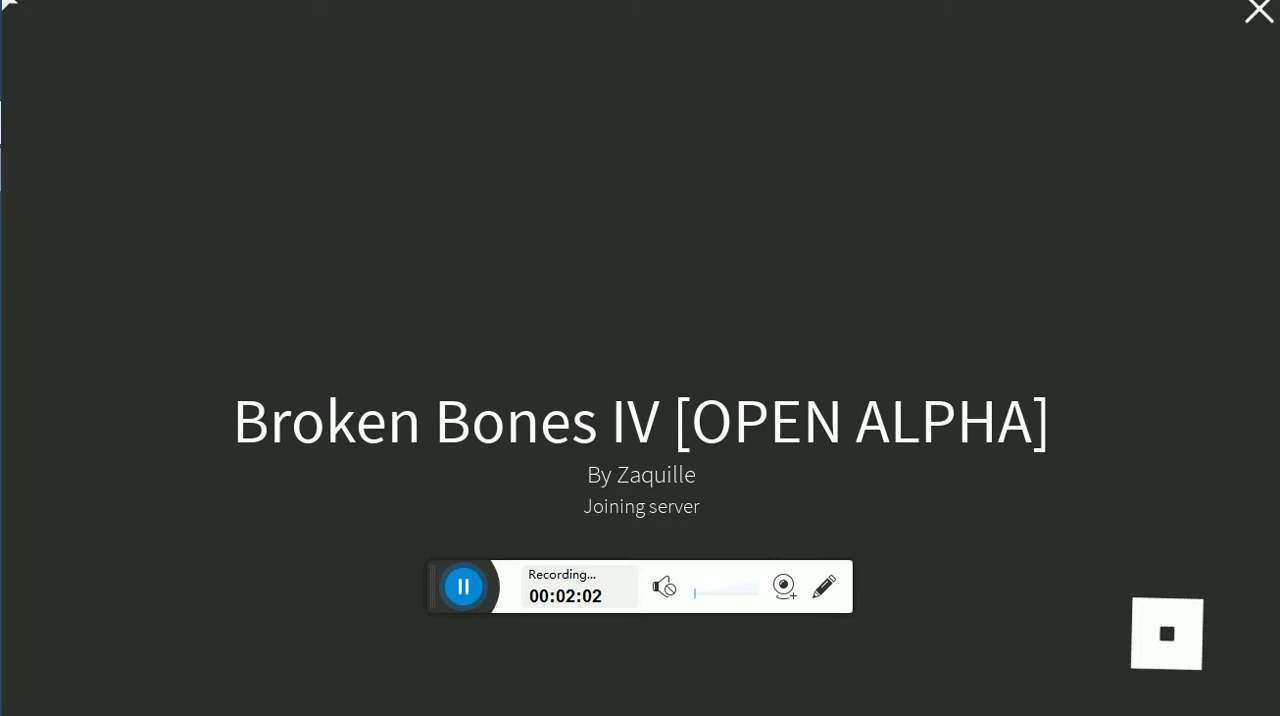 Broken Bones IV [OPEN ALPHA]
By Zaquille
Joining server
Recording...
00:02:02